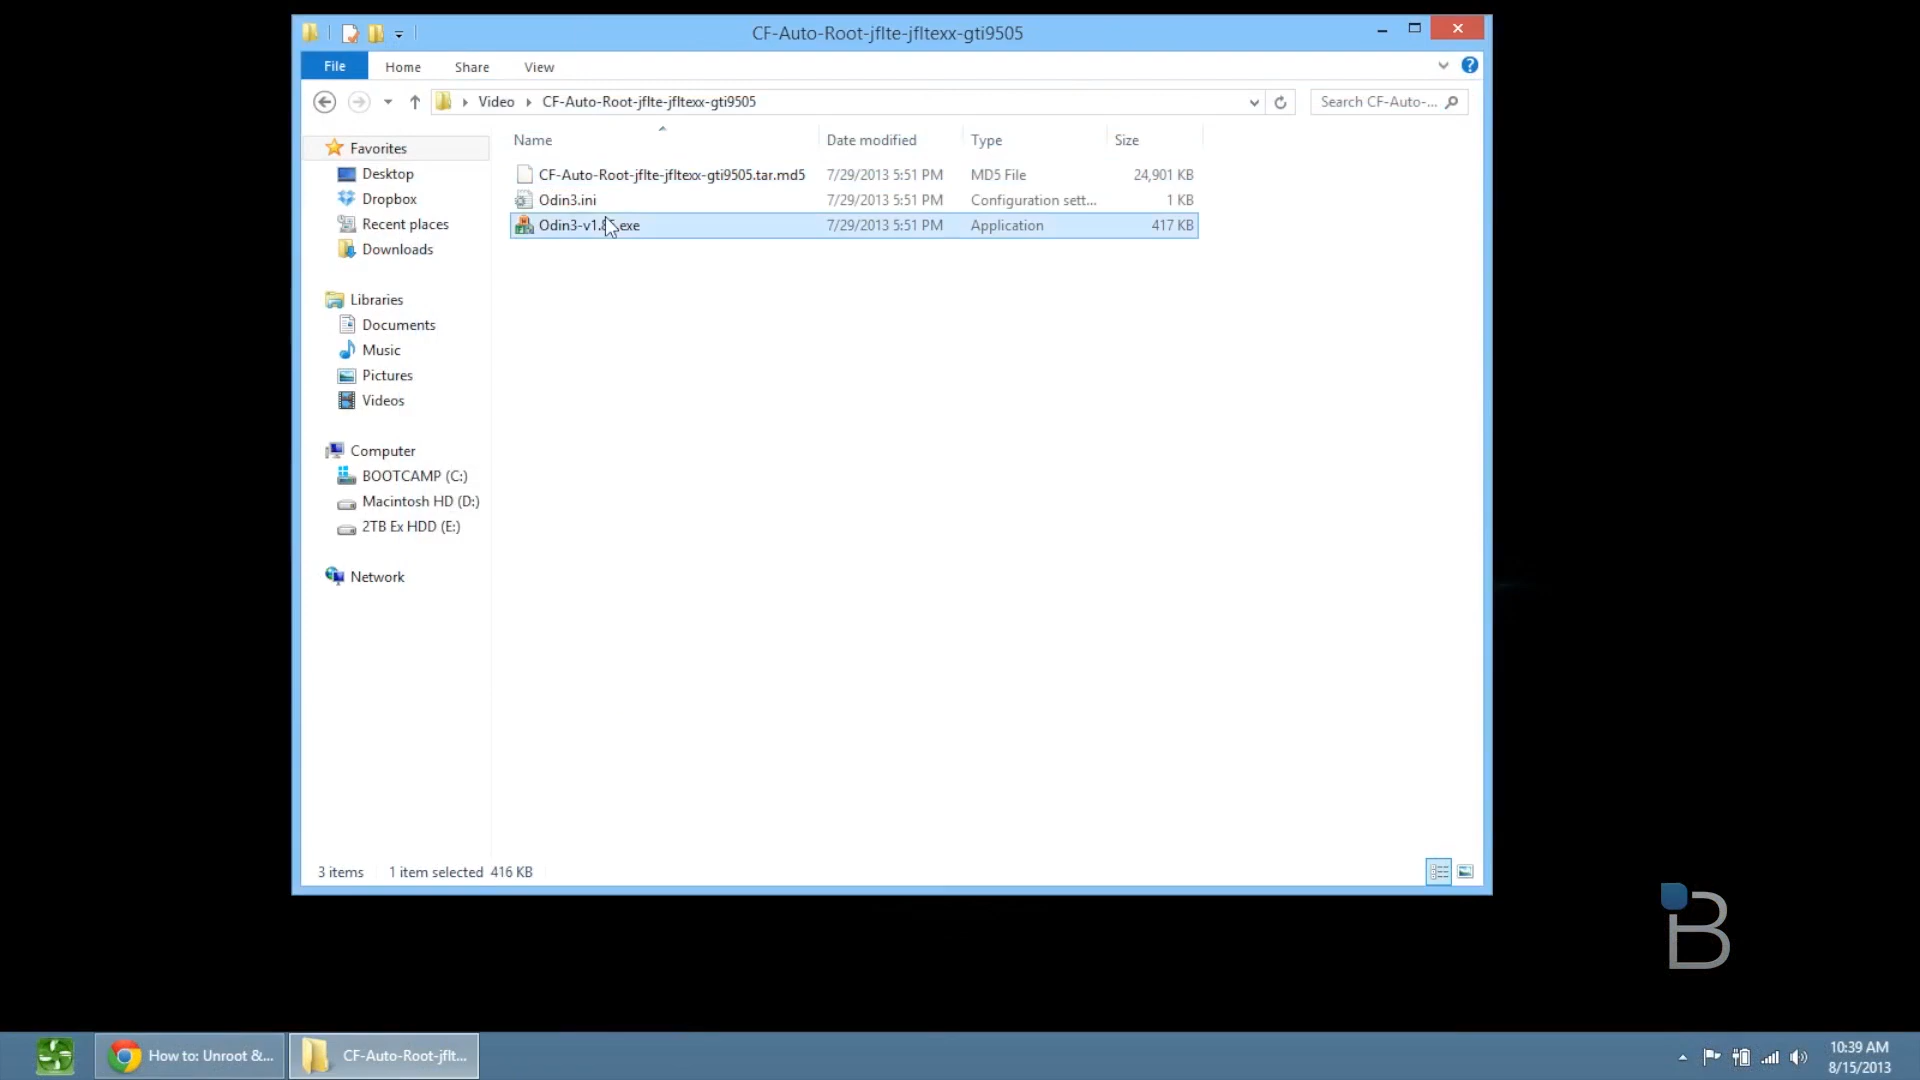 CF-Auto-Root-jflte-jfltexx-gti9505
File Home Share View
Video CF-Auto-Root-jflte-jfltexx-gti9505 Search CF-Auto-...
Name Date modified Type Size
CF-Auto-Root-jflte-jfltexx-gti9505.tar.md5 7/29/2013 5:51 PM MD5 File 24,901 KB
Odin3.ini 7/29/2013 5:51 PM Configuration sett... 1 KB
7/29/2013 5:51 PM Application 417 KB
Favorites
Desktop
Dropbox
Recent places
Downloads
Libraries
Documents
Music
Pictures
Videos
Computer
BOOTCAMP (C:)
Macintosh HD (D:)
2TB Ex HDD (E:)
Network
3 items 1 item selected 416 KB
B
How to: Unroot &... CF-Auto-Root-jflt...
10:39 AM
8/15/2013